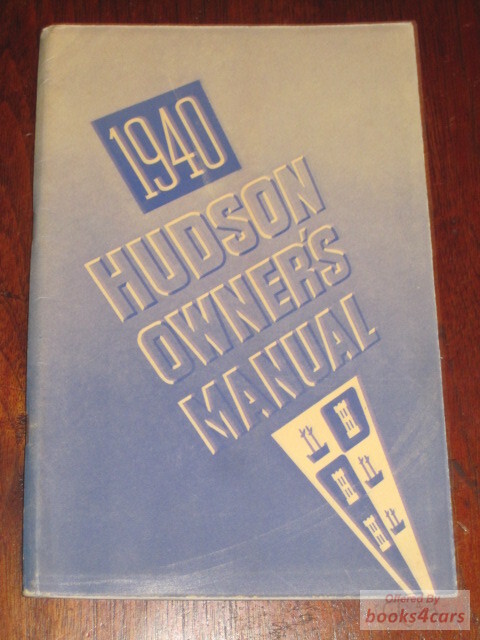 1940
HUDSON
OWNER'S
MANUAL
Offered By
books4cars